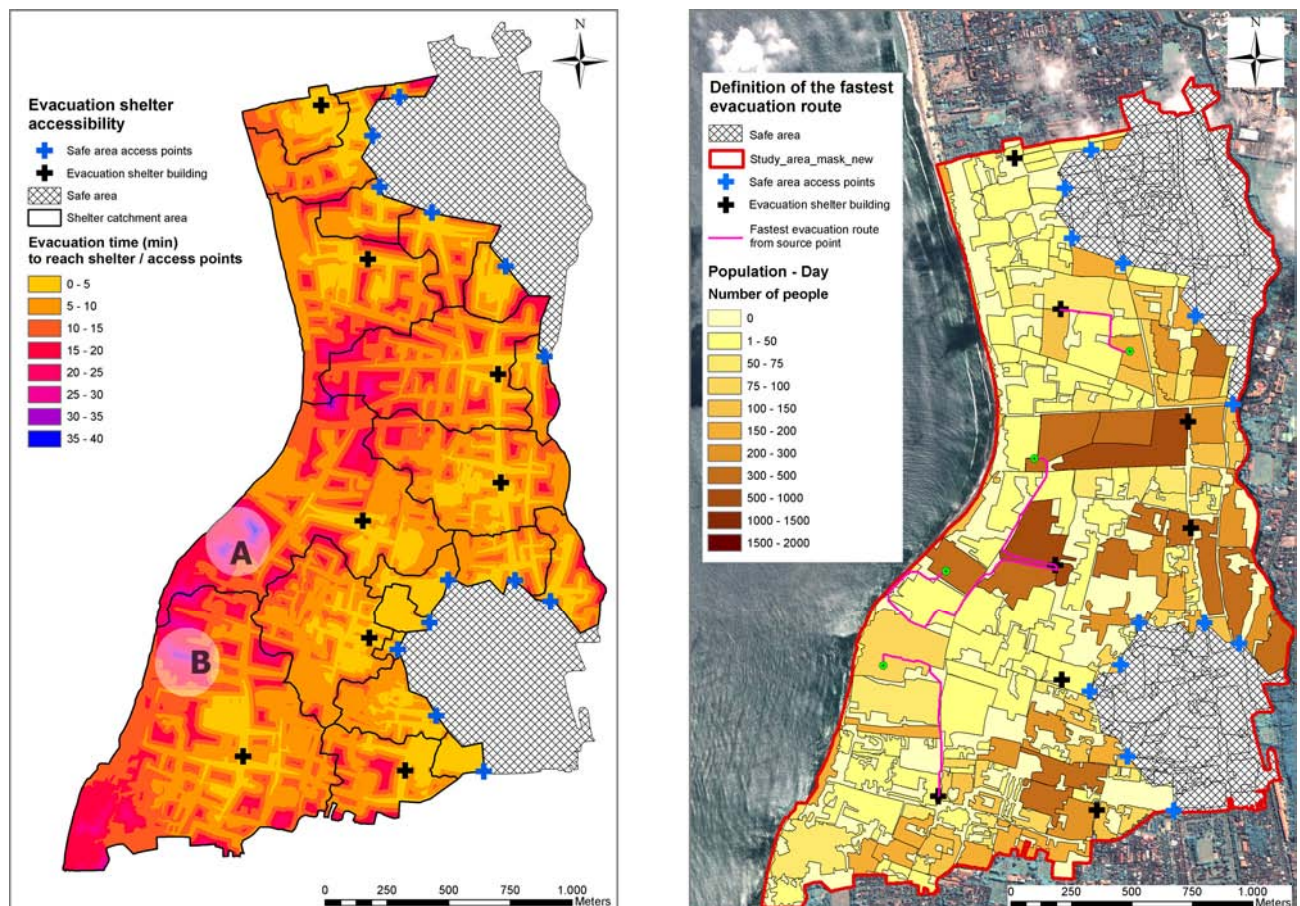 N
Evacuation shelter
accessibility
Safe area access points
Evacuation shelter building
Safe area
Shelter catchment area
Evacuation time (min)
to reach shelter / access points
0 - 5
5 - 10
10 - 15
15 - 20
20 - 25
25 - 30
30 - 35
35 - 40
A
B
0 250 500 750 1.000
Meters
N
Definition of the fastest
evacuation route
Safe area
Study_area_mask_new
Safe area access points
Evacuation shelter building
Fastest evacuation route
from source point
Population - Day
Number of people
0
1 - 50
50 - 75
75 - 100
100 - 150
150 - 200
200 - 300
300 - 500
500 - 1000
1000 - 1500
1500 - 2000
0 250 500 750 1.000
Meters